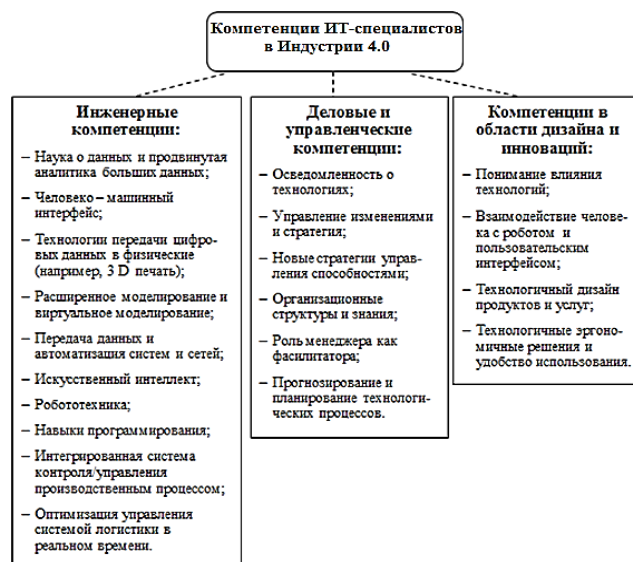 Компетенции ИТ-специалистов
в Индустрии 4.0
Инженерные
компетенции:
– Наука о данных и продвинутая
аналитика больших данных;
– Человеко – машинный
интерфейс;
– Технологии передачи цифро-
вых данных в физические
(например, 3 D печать);
– Расширенное моделирование и
виртуальное моделирование;
– Передача данных и
автоматизация систем и сетей;
– Искусственный интеллект;
– Робототехника;
– Навыки программирования;
– Интегрированная система
контроля/управления
производственным процессом;
– Оптимизация управления
системой логистики в
реальном времени.
Деловые и
управленческие
компетенции:
– Осведомленность о
технологиях;
– Управление изменениями
и стратегия;
– Новые стратегии управ-
ления способностями;
– Организационные
структуры и знания;
– Роль менеджера как
фасилитатора;
– Прогнозирование и
планирование технологи-
ческих процессов.
Компетенции в
области дизайна и
инноваций:
– Понимание влияния
технологий;
– Взаимодействие челове-
ка с роботом и
пользовательским
интерфейсом;
– Технологичный дизайн
продуктов и услуг;
– Технологичные эргоно-
мичные решения и
удобство использования.